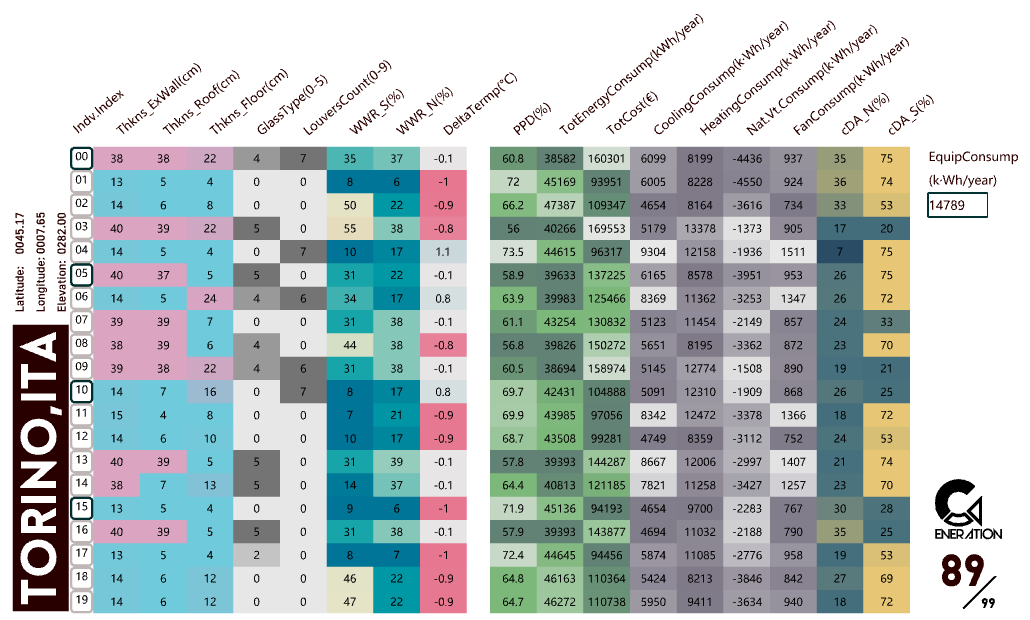 Indv.Index Thkns_ExWall(cm) Thkns_Roof(cm) Thkns_Floor(cm) GlassType(0-5) LouversCount(0-9) WWR_S(%) WWR_N(%) DeltaTermp(°C) PPD(%) TotEnergyConsump(kWh/year) TotCost(€) CoolingConsump(k·Wh/year) HeatingConsump(k·Wh/year) Nat.Vt.Consump(k·Wh/year) FanConsump(k·Wh/year) cDA_N(%) cDA_S(%)
00 38 38 22 4 7 35 37 -0.1 60.8 38582 160301 6099 8199 -4436 937 35 75
01 13 5 4 0 0 8 6 -1 72 45169 93951 6005 8228 -4550 924 36 74
02 14 6 8 0 0 50 22 -0.9 66.2 47387 109347 4654 8164 -3616 734 33 53
03 40 39 22 5 0 55 38 -0.8 56 40266 169553 5179 13378 -1373 905 17 20
04 14 5 4 0 7 10 17 1.1 73.5 44615 96317 9304 12158 -1936 1511 7 75
05 40 37 5 5 0 31 22 -0.1 58.9 39633 137225 6165 8578 -3951 953 26 75
06 14 5 24 4 6 34 17 0.8 63.9 39983 125466 8369 11362 -3253 1347 26 72
07 39 39 7 0 0 31 38 -0.1 61.1 43254 130832 5123 11454 -2149 857 24 33
08 38 39 6 4 0 44 38 -0.8 56.8 39826 150272 5651 8195 -3362 872 23 70
09 39 38 22 4 6 31 38 -0.1 60.5 38694 158974 5145 12774 -1508 890 19 21
10 14 7 16 0 7 8 17 0.8 69.7 42431 104888 5091 12310 -1909 868 26 25
11 15 4 8 0 0 7 21 -0.9 69.9 43985 97056 8342 12472 -3378 1366 18 72
12 14 6 10 0 0 10 17 -0.9 68.7 43508 99281 4749 8359 -3112 752 24 53
13 40 39 5 5 0 31 39 -0.1 57.8 39393 144287 8667 12006 -2997 1407 21 74
14 38 7 13 5 0 14 37 -0.1 64.4 40813 121185 7821 11258 -3427 1257 23 70
15 13 5 4 0 0 9 6 -1 71.9 45136 94193 4654 9700 -2283 767 30 28
16 40 39 5 5 0 31 38 -0.1 57.9 39393 143877 4694 11032 -2188 790 35 25
17 13 5 4 2 0 8 7 -1 72.4 44645 94456 5874 11085 -2776 958 19 53
18 14 6 12 0 0 46 22 -0.9 64.8 46163 110364 5424 8213 -3846 842 27 69
19 14 6 12 0 0 47 22 -0.9 64.7 46272 110738 5950 9411 -3634 940 18 72
Latitude: 0045.17
Longitude: 0007.65
Elevation: 0282.00
TORINO,ITA
EquipConsump
(k·Wh/year)
14789
ENERATION
89/99